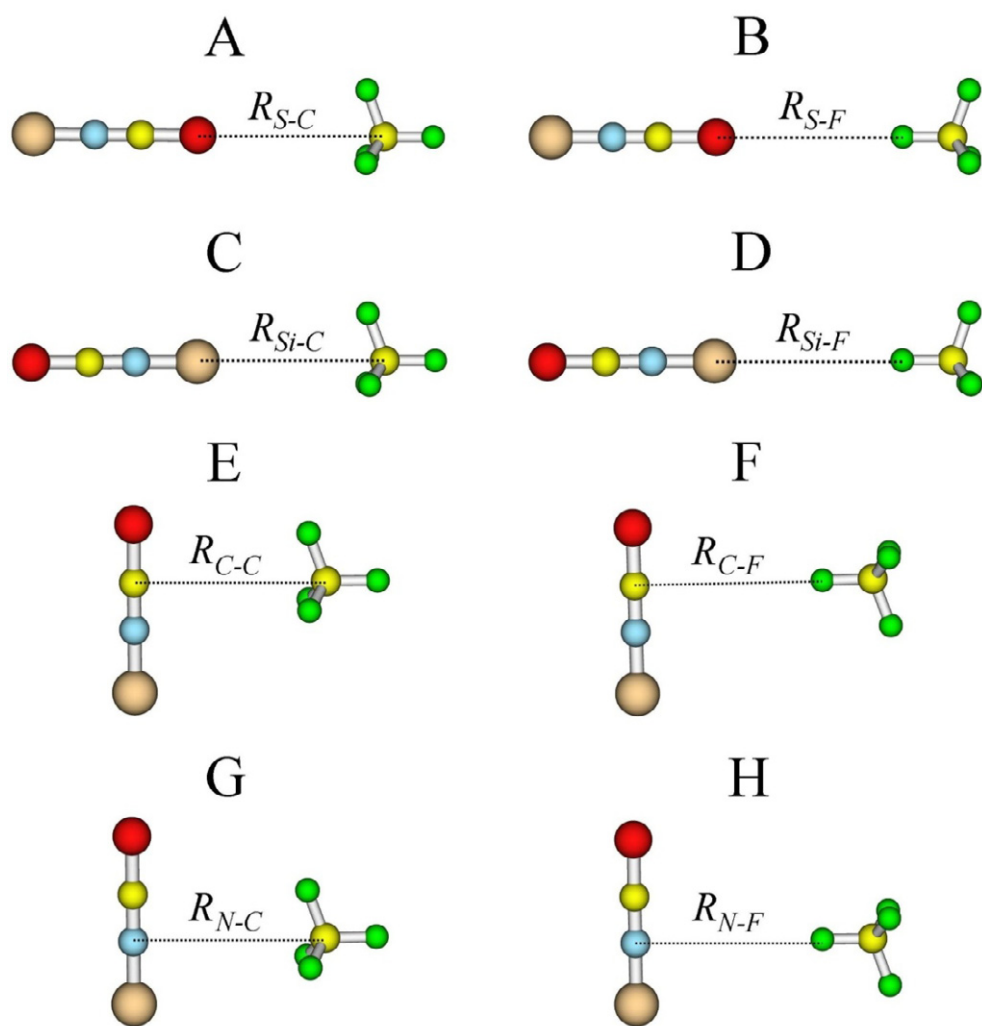 A
B
R_{S-C}
R_{S-F}
C
D
R_{Si-C}
R_{Si-F}
E
F
R_{C-C}
R_{C-F}
G
H
R_{N-C}
R_{N-F}